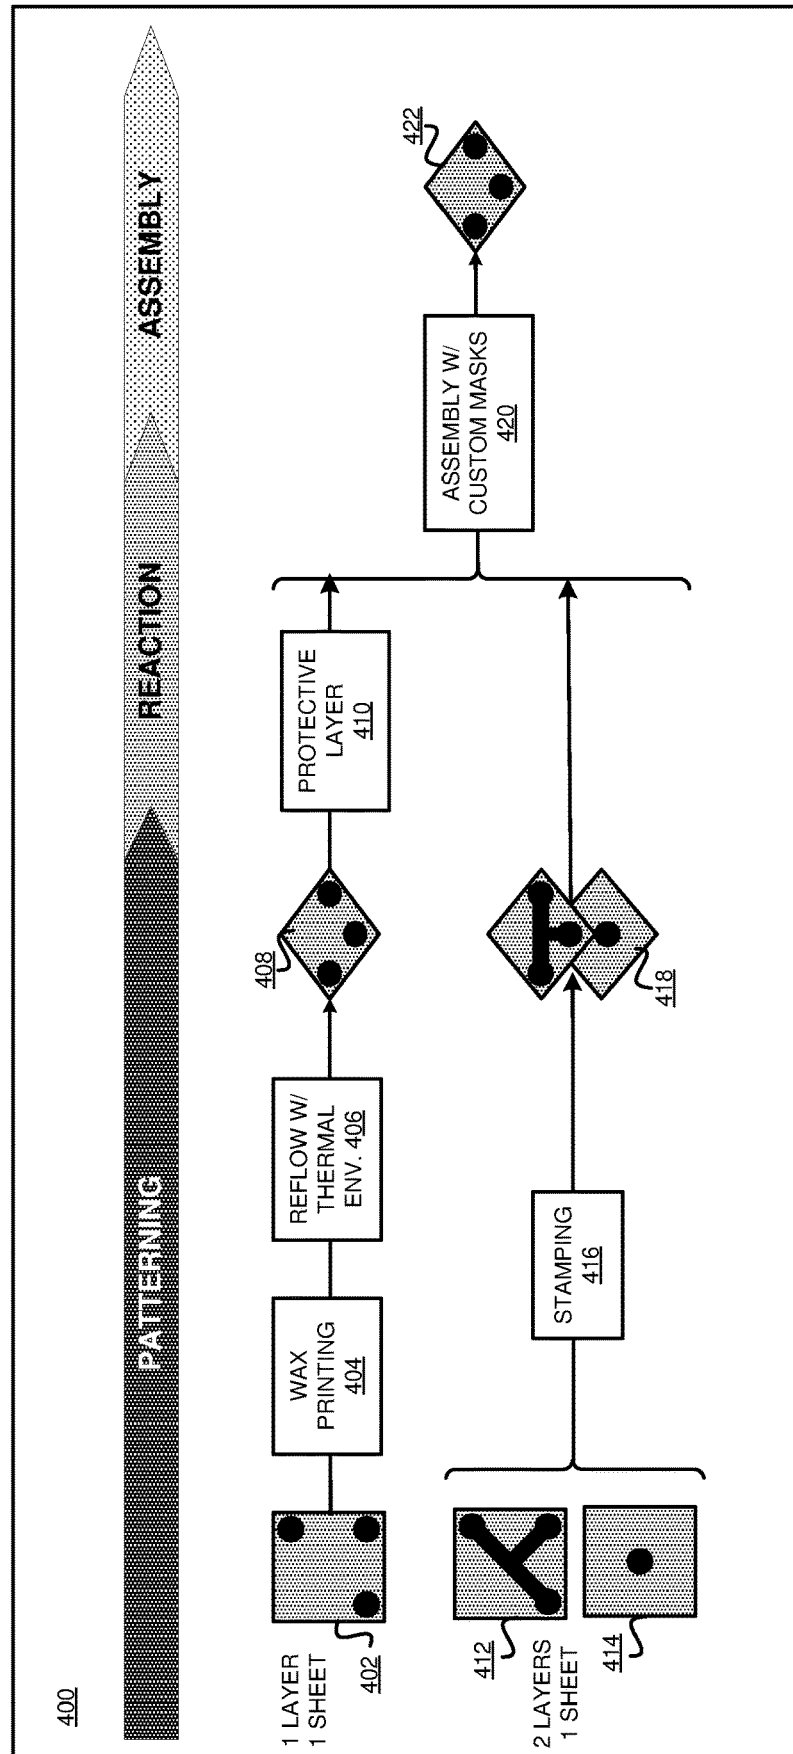 400
PATTERNING
REACTION
ASSEMBLY
1 LAYER
1 SHEET
402
WAX
PRINTING
404
REFLOW W/
THERMAL
ENV. 406
408
PROTECTIVE
LAYER
410
412
2 LAYERS
1 SHEET
414
STAMPING
416
418
ASSEMBLY W/
CUSTOM MASKS
420
422